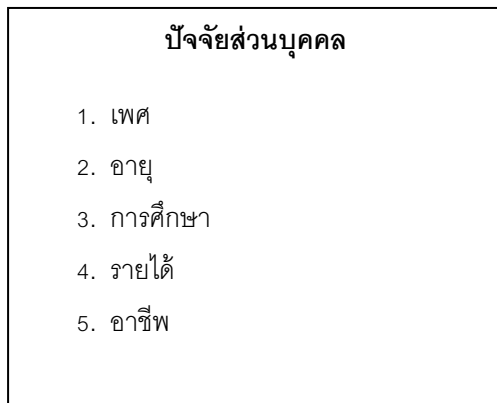 ปัจจัยส่วนบุคคล
1. เพศ
2. อายุ
3. การศึกษา
4. รายได้
5. อาชีพ